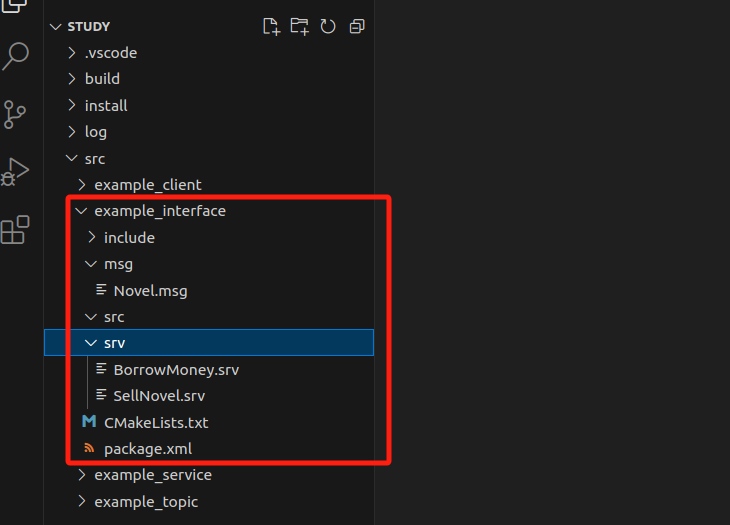 STUDY
.vscode
build
install
log
src
example_client
example_interface
include
msg
Novel.msg
src
srv
BorrowMoney.srv
SellNovel.srv
CMakeLists.txt
package.xml
example_service
example_topic